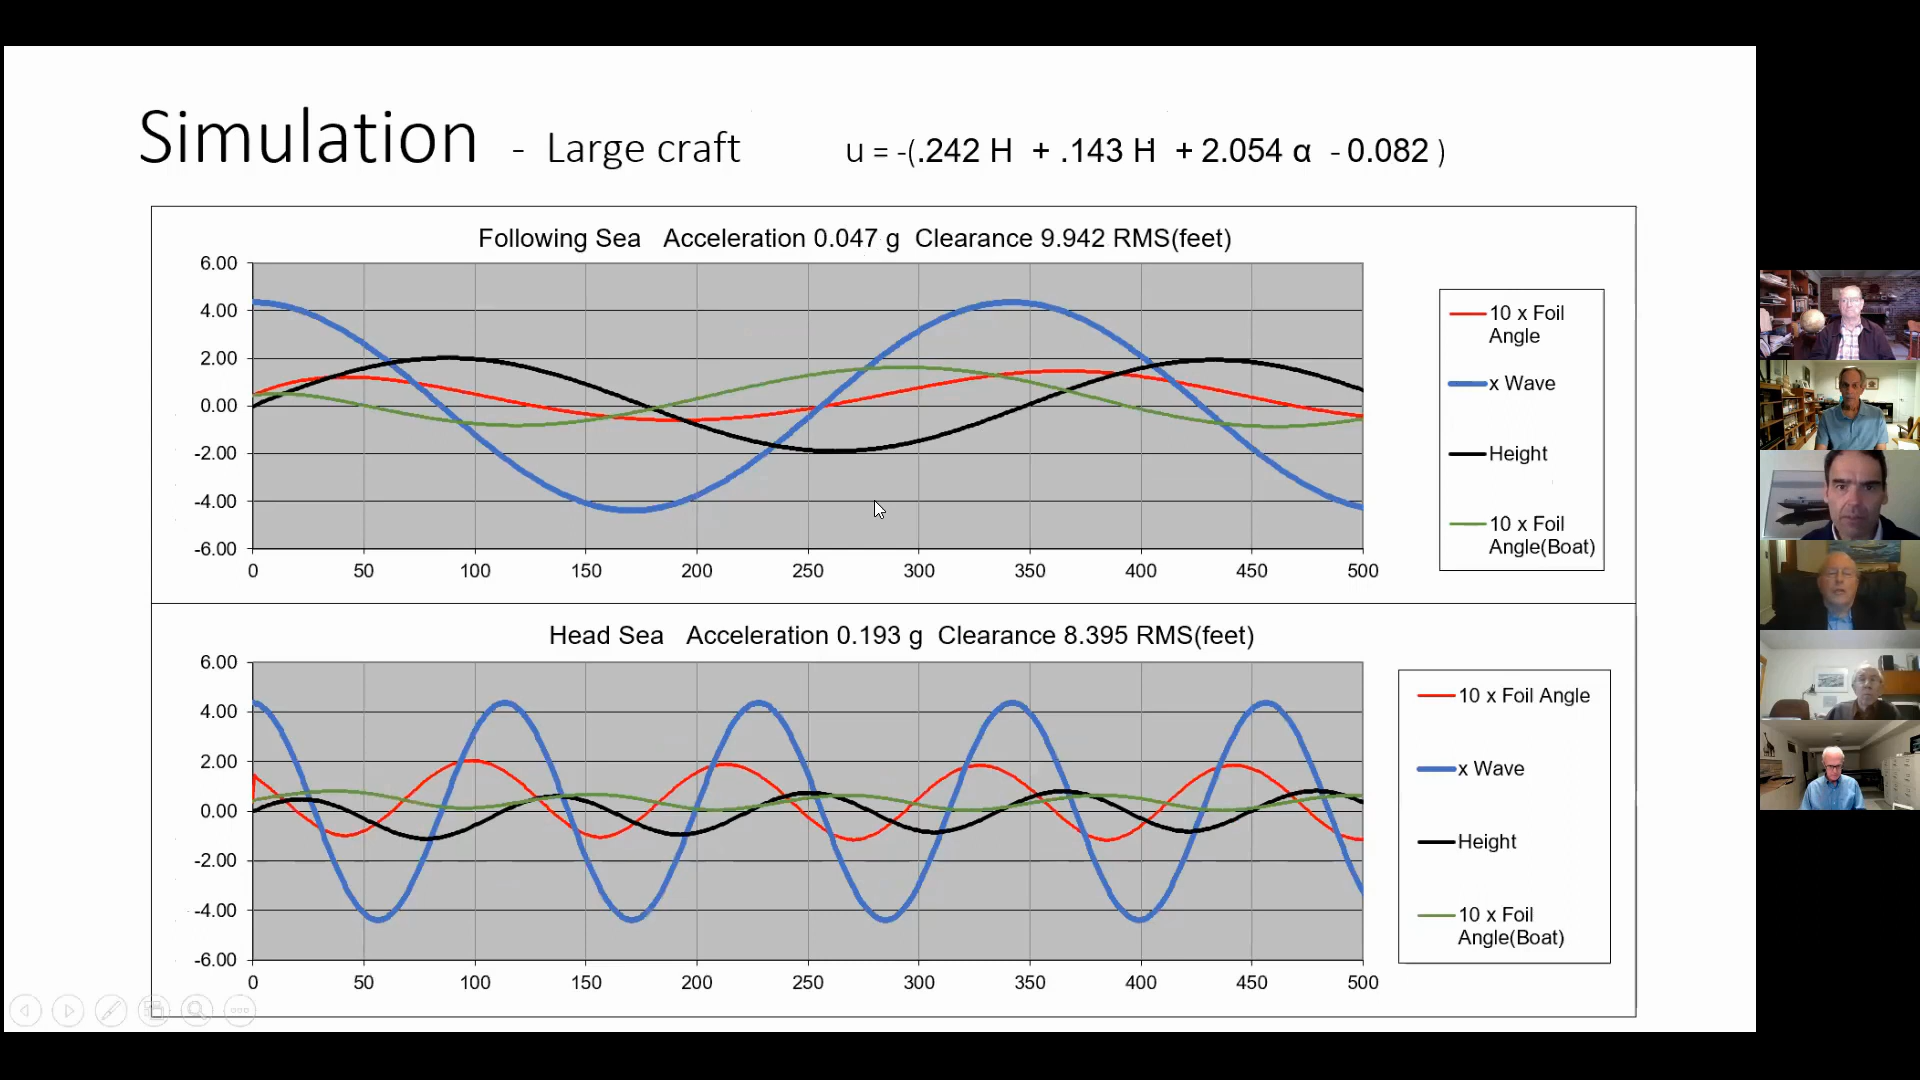 Simulation - Large craft u = -(.242 H + .143 Ḣ + 2.054 α - 0.082 )
Following Sea Acceleration 0.047 g Clearance 9.942 RMS(feet)
6.00
4.00
2.00
0.00
-2.00
-4.00
-6.00
0 50 100 150 200 250 300 350 400 450 500
10 x Foil
Angle
x Wave
Height
10 x Foil
Angle(Boat)
Head Sea Acceleration 0.193 g Clearance 8.395 RMS(feet)
6.00
4.00
2.00
0.00
-2.00
-4.00
-6.00
0 50 100 150 200 250 300 350 400 450 500
10 x Foil Angle
x Wave
Height
10 x Foil
Angle(Boat)